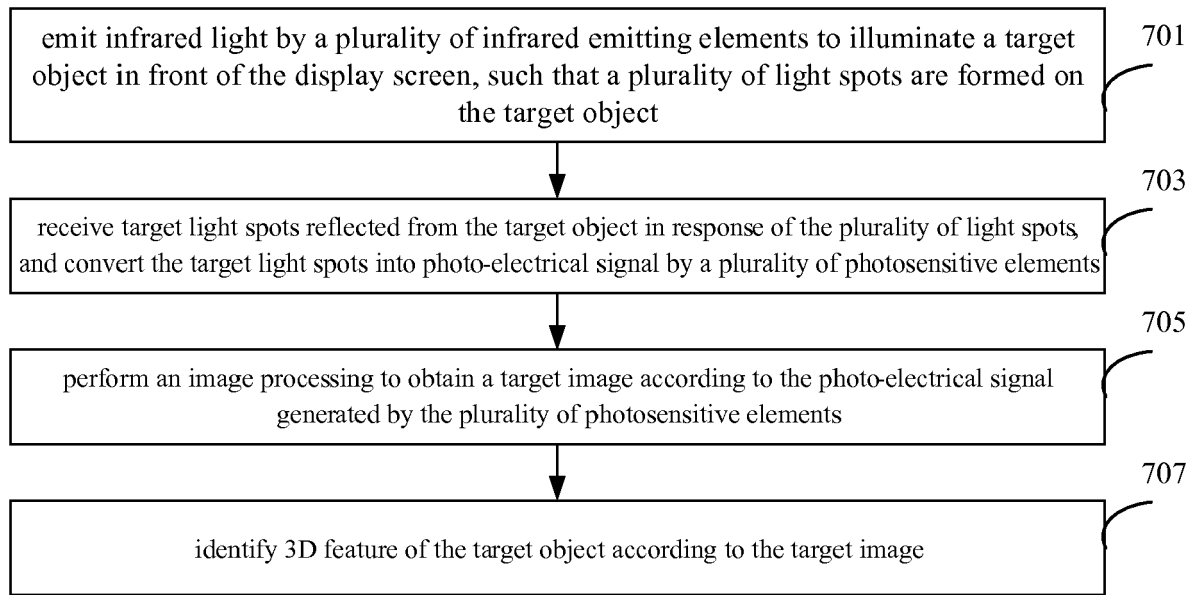 emit infrared light by a plurality of infrared emitting elements to illuminate a target
object in front of the display screen, such that a plurality of light spots are formed on
the target object
701
receive target light spots reflected from the target object in response of the plurality of light spots,
and convert the target light spots into photo-electrical signal by a plurality of photosensitive elements
703
perform an image processing to obtain a target image according to the photo-electrical signal
generated by the plurality of photosensitive elements
705
identify 3D feature of the target object according to the target image
707